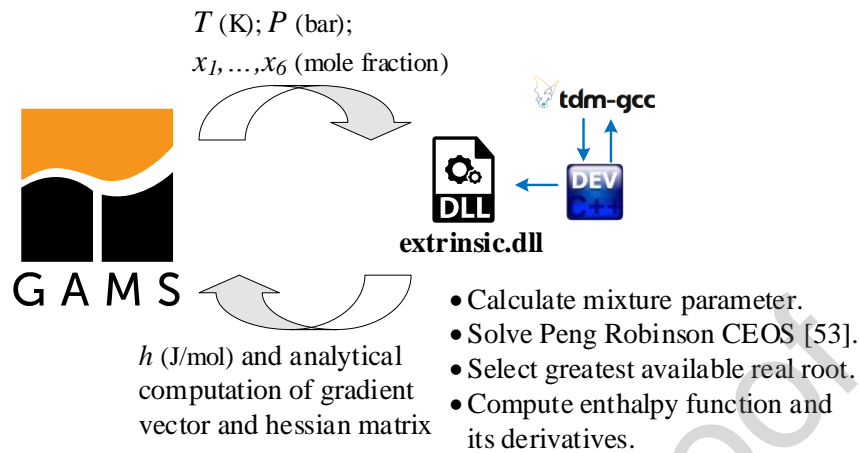 T (K); P (bar);
x1,…,x6 (mole fraction)
tdm-gcc
DEV
C++
DLL
extrinsic.dll
GAMS
h (J/mol) and analytical
computation of gradient
vector and hessian matrix
• Calculate mixture parameter.
• Solve Peng Robinson CEOS [53].
• Select greatest available real root.
• Compute enthalpy function and
its derivatives.
oof